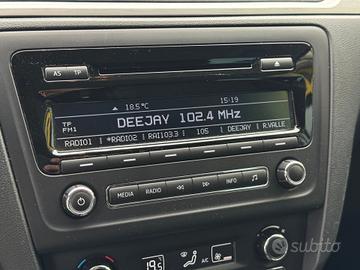 AS TP
▲ 18.5°C 15:19
TP
DEEJAY 102.4 MHz
FM1
RADIO1 *RADIO2 RAI103.3 105 DEEJAY R.VALLE
MEDIA RADIO INFO
19.5 A/C
subito